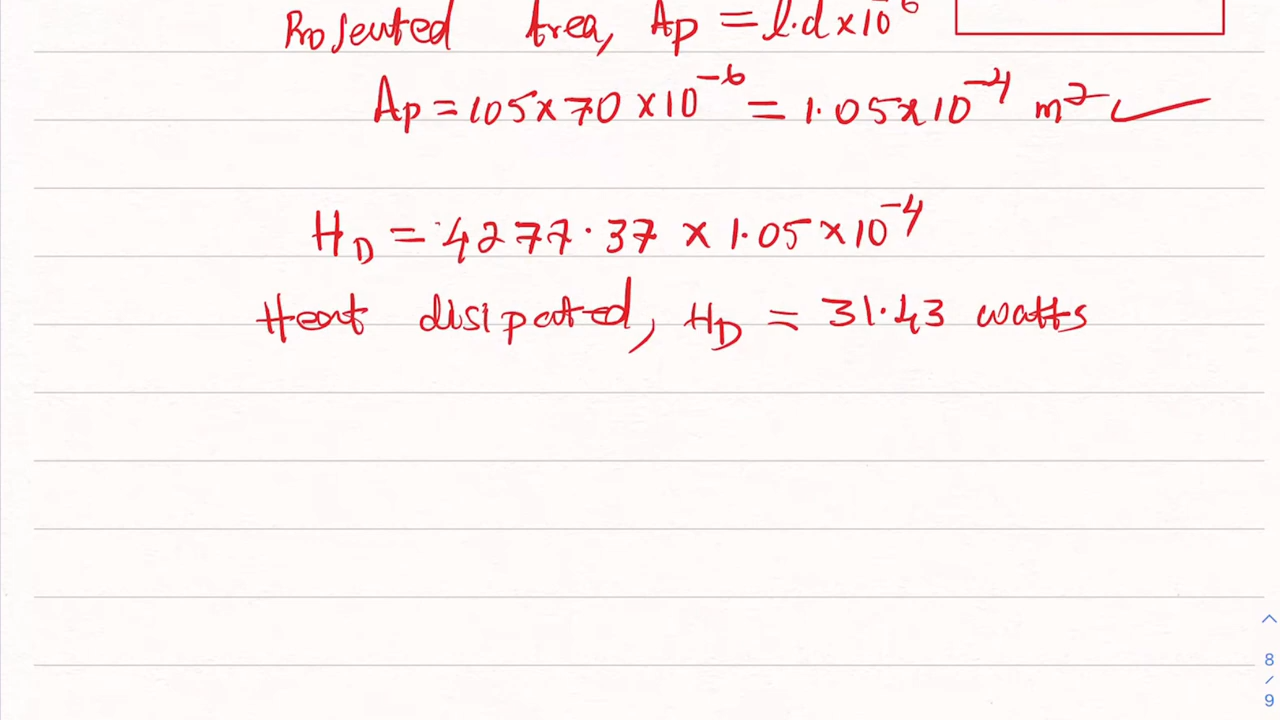 Projected Area, Ap = l.d x 10^-6
Ap = 105 x 70 x 10^-6 = 1.05 x 10^-4 m^2
H_D = 4277.37 x 1.05 x 10^-4
Heat disipated, H_D = 31.43 watts
8
/
9